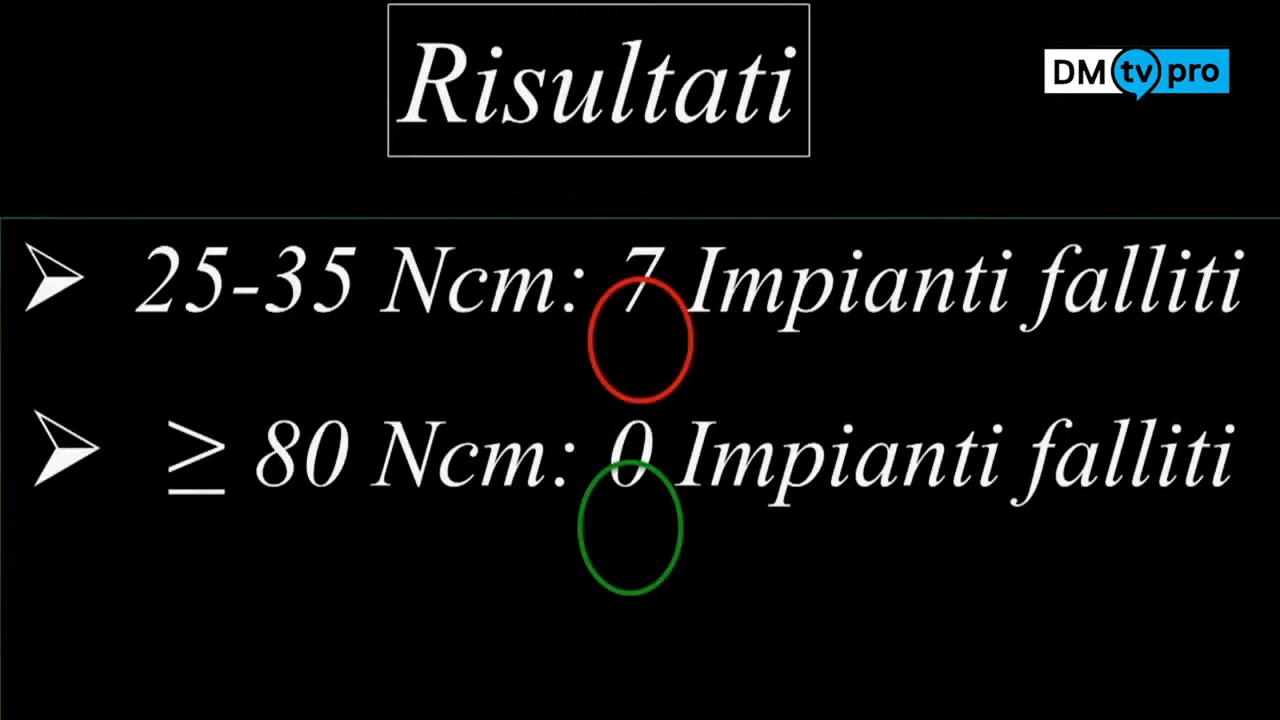 Risultati
DM tv pro
25-35 Ncm: 7 Impianti falliti
≥ 80 Ncm: 0 Impianti falliti